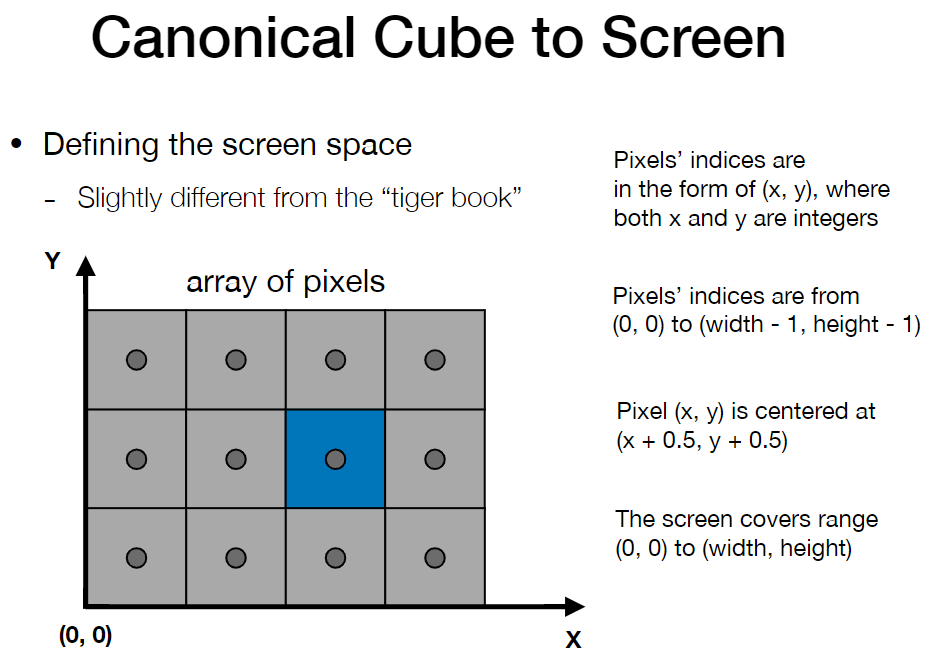 Canonical Cube to Screen
• Defining the screen space
- Slightly different from the “tiger book”
Y
array of pixels
(0, 0)
X
Pixels’ indices are
in the form of (x, y), where
both x and y are integers
Pixels’ indices are from
(0, 0) to (width - 1, height - 1)
Pixel (x, y) is centered at
(x + 0.5, y + 0.5)
The screen covers range
(0, 0) to (width, height)